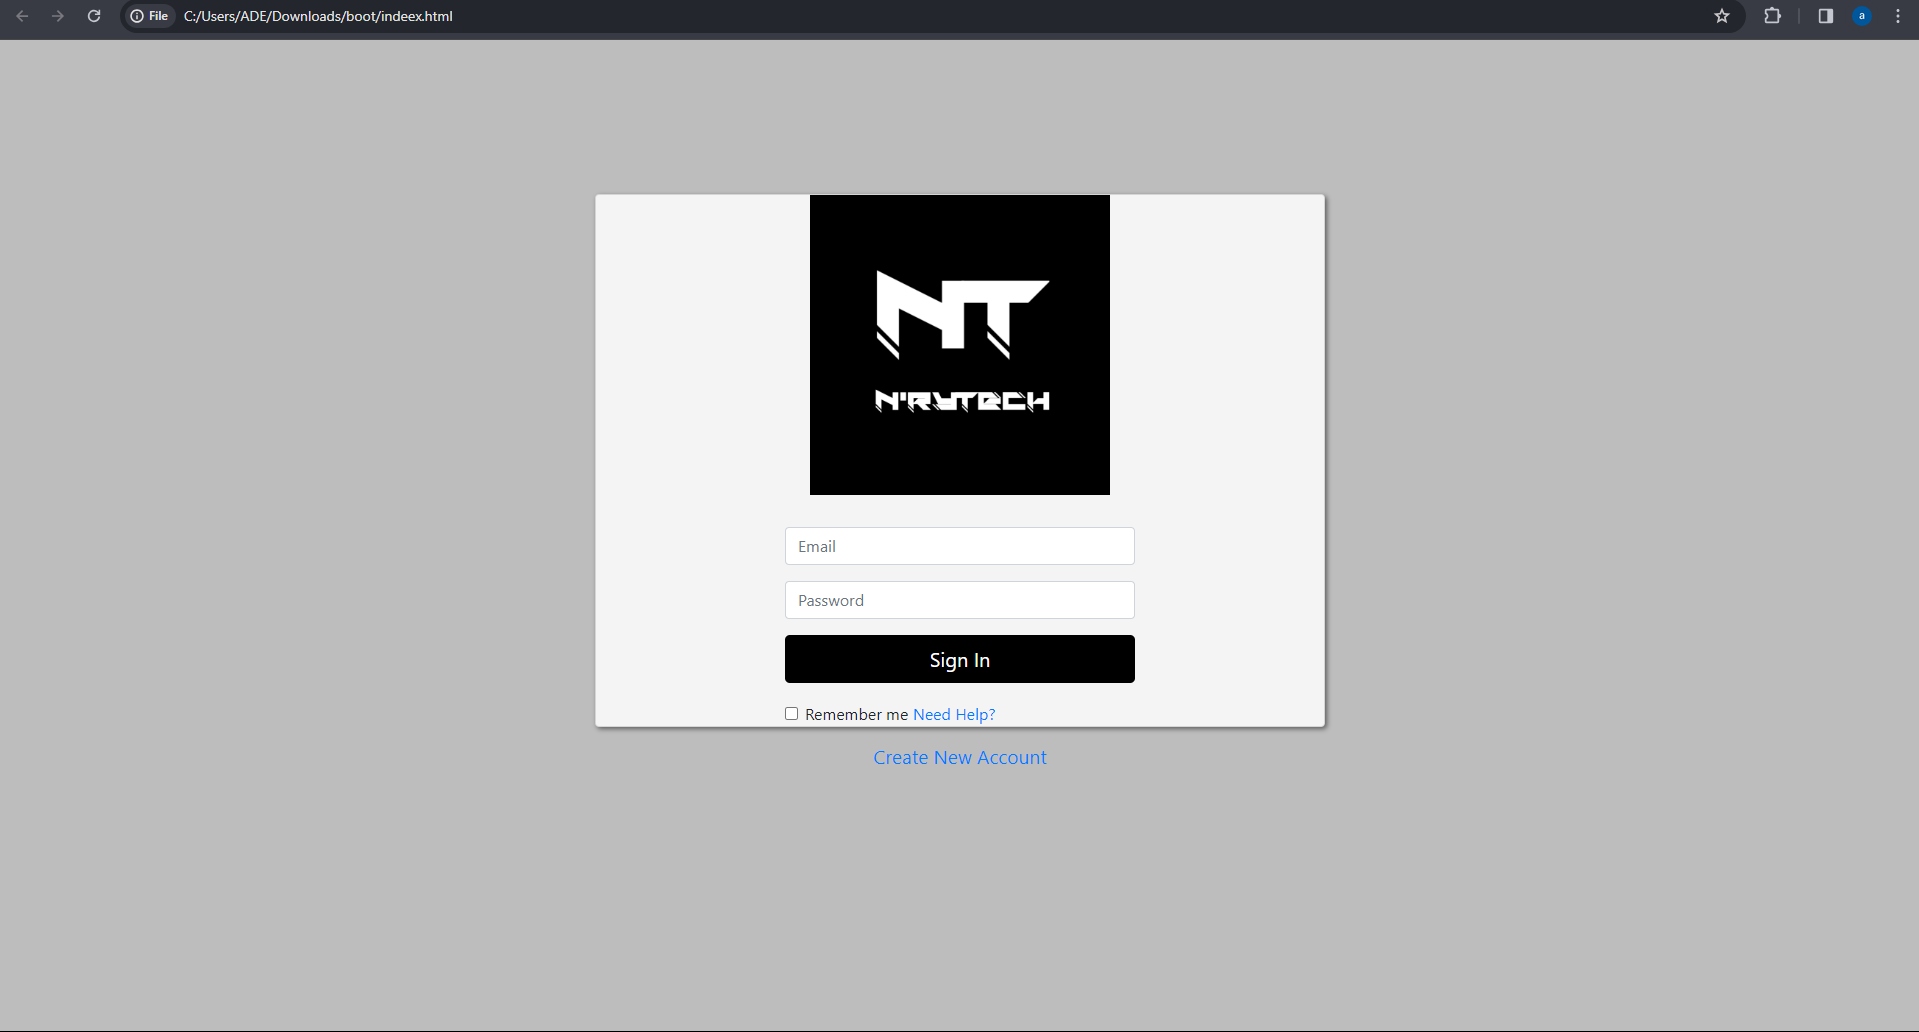 File C:/Users/ADE/Downloads/boot/indeex.html
a
NT
N'RYTECH
Email
Password
Sign In
Remember me Need Help?
Create New Account